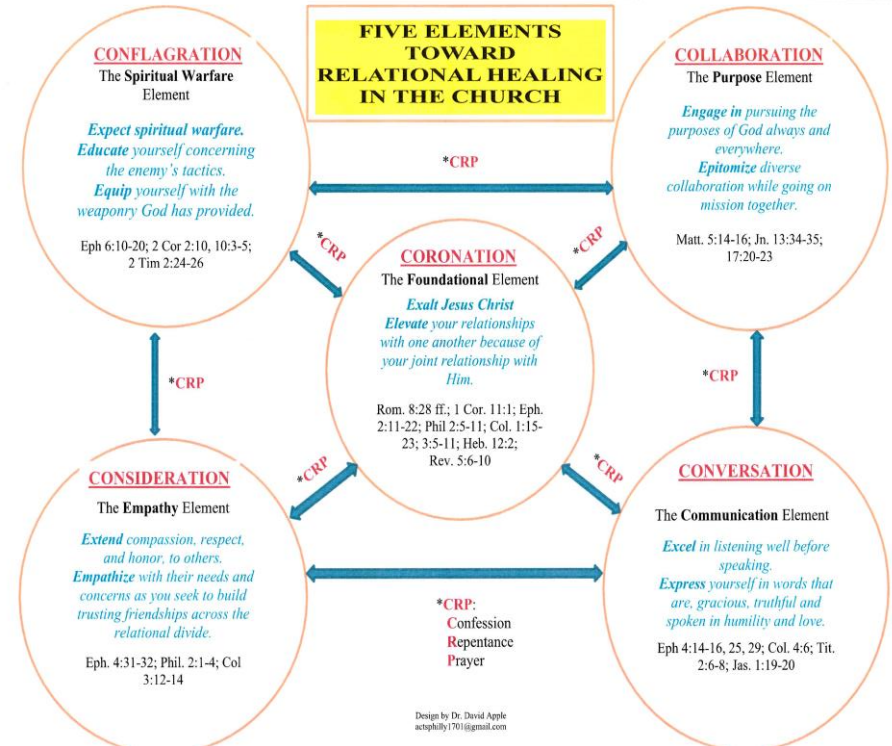 FIVE ELEMENTS
TOWARD
RELATIONAL HEALING
IN THE CHURCH
CONFLAGRATION
The Spiritual Warfare
Element
Expect spiritual warfare.
Educate yourself concerning
the enemy's tactics.
Equip yourself with the
weaponry God has provided.
Eph 6:10-20; 2 Cor 2:10, 10:3-5;
2 Tim 2:24-26
*CRP
COLLABORATION
The Purpose Element
Engage in pursuing the
purposes of God always and
everywhere.
Epitomize diverse
collaboration while going on
mission together.
Matt. 5:14-16; Jn. 13:34-35;
17:20-23
*CRP
*CRP
CORONATION
The Foundational Element
Exalt Jesus Christ
Elevate your relationships
with one another because of
your joint relationship with
Him.
Rom. 8:28 ff.; 1 Cor. 11:1; Eph.
2:11-22; Phil 2:5-11; Col. 1:15-
23; 3:5-11; Heb. 12:2;
Rev. 5:6-10
*CRP
*CRP
*CRP
*CRP
CONSIDERATION
The Empathy Element
Extend compassion, respect,
and honor, to others.
Empathize with their needs and
concerns as you seek to build
trusting friendships across the
relational divide.
Eph. 4:31-32; Phil. 2:1-4; Col
3:12-14
CONVERSATION
The Communication Element
Excel in listening well before
speaking.
Express yourself in words that
are, gracious, truthful and
spoken in humility and love.
Eph 4:14-16, 25, 29; Col. 4:6; Tit.
2:6-8; Jas. 1:19-20
*CRP:
Confession
Repentance
Prayer
Design by Dr. David Apple
actsphilly1701@gmail.com